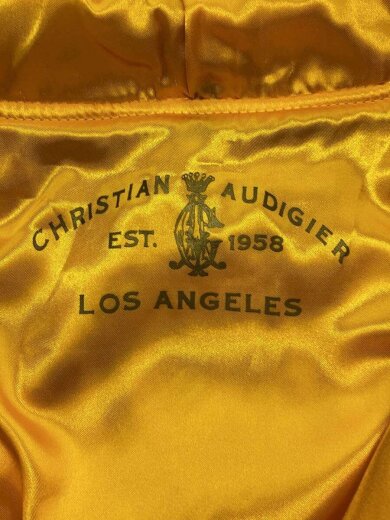 CHRISTIAN AUDIGIER
EST. 1958
LOS ANGELES